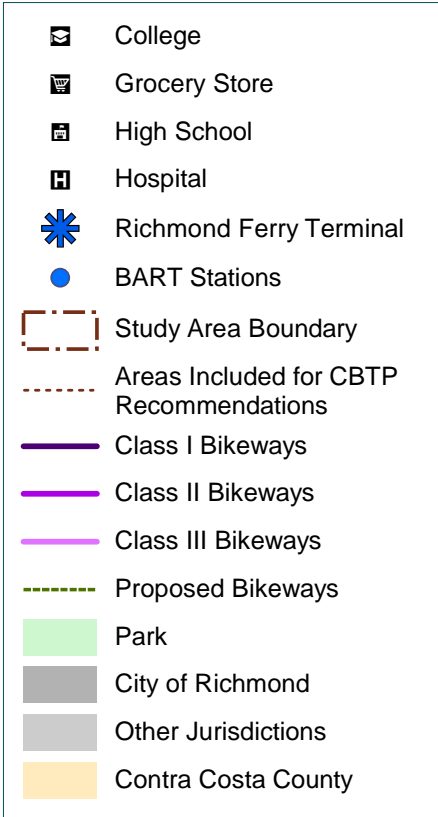 College
Grocery Store
High School
H Hospital
Richmond Ferry Terminal
BART Stations
Study Area Boundary
Areas Included for CBTP
Recommendations
Class I Bikeways
Class II Bikeways
Class III Bikeways
Proposed Bikeways
Park
City of Richmond
Other Jurisdictions
Contra Costa County